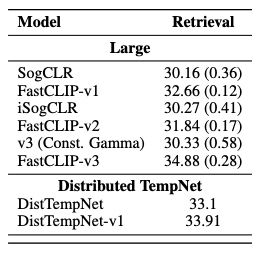 Model Retrieval
Large
SogCLR 30.16 (0.36)
FastCLIP-v1 32.66 (0.12)
iSogCLR 30.27 (0.41)
FastCLIP-v2 31.84 (0.17)
v3 (Const. Gamma) 30.33 (0.58)
FastCLIP-v3 34.88 (0.28)
Distributed TempNet
DistTempNet 33.1
DistTempNet-v1 33.91